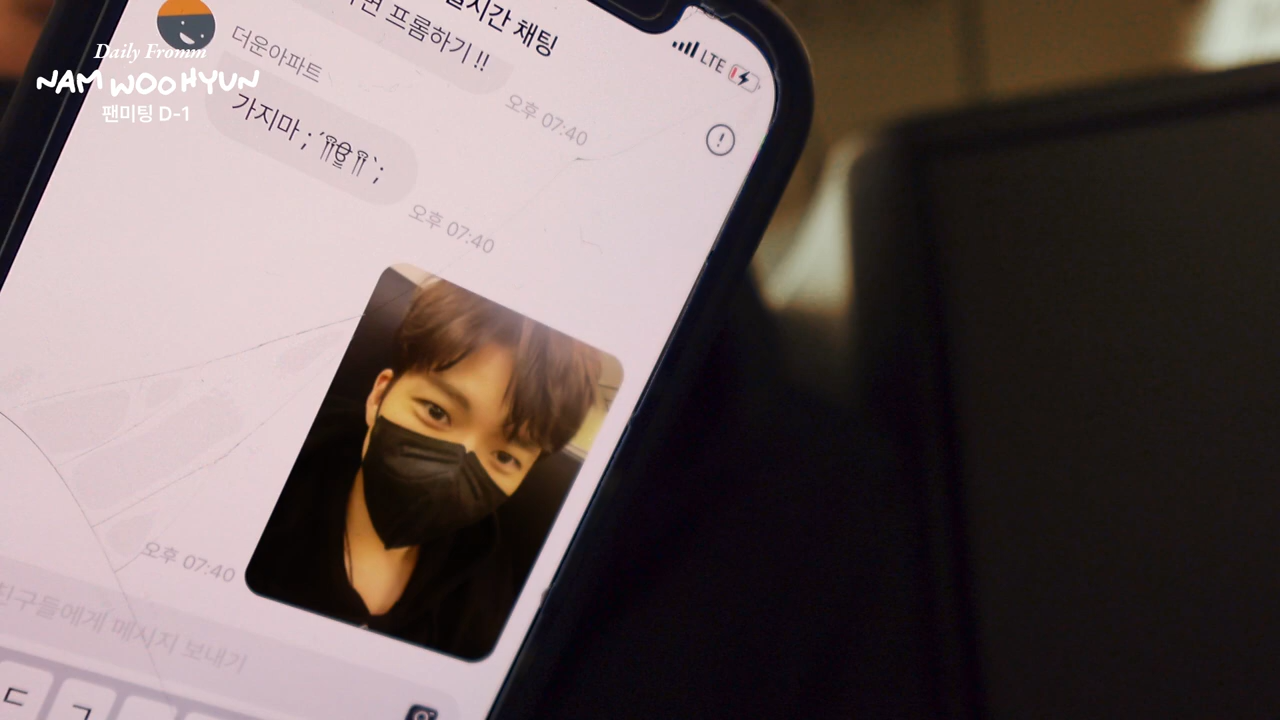 Daily Fromm
NAM WOOHYUN
팬미팅 D-1
실시간 채팅
LTE
면 프롬하기 !!
오후 07:40
더운아파트
가지마 ;
오후 07:40
오후 07:40
친구들에게 메시지 보내기
ㄷ
ㄱ